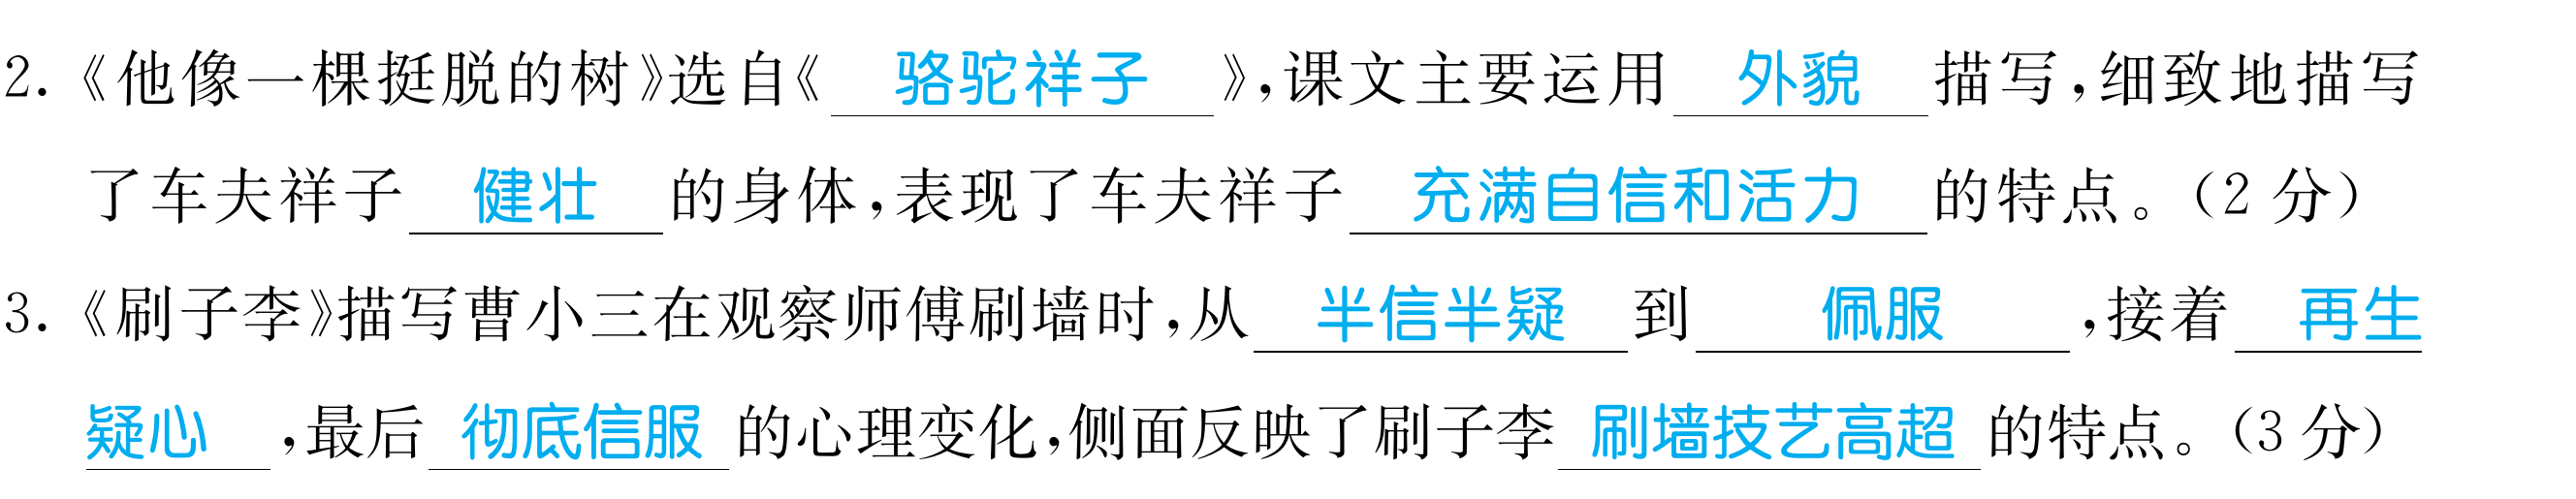 2.《他像一棵挺脱的树》选自《 骆驼祥子 》,课文主要运用 外貌 描写,细致地描写
了车夫祥子 健壮 的身体,表现了车夫祥子 充满自信和活力 的特点。(2 分)
3.《刷子李》描写曹小三在观察师傅刷墙时,从 半信半疑 到 佩服 ,接着 再生
疑心 ,最后 彻底信服 的心理变化,侧面反映了刷子李 刷墙技艺高超 的特点。(3 分)